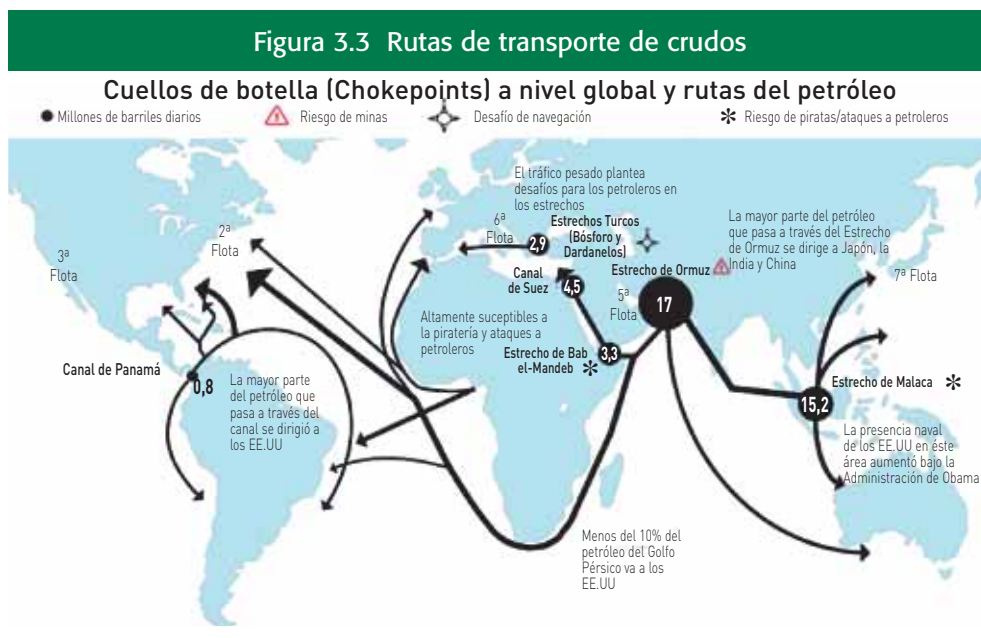 Figura 3.3 Rutas de transporte de crudos
Cuellos de botella (Chokepoints) a nivel global y rutas del petróleo
Millones de barriles diarios
Riesgo de minas
Desafío de navegación
Riesgo de piratas/ataques a petroleros
El tráfico pesado plantea
desafíos para los petroleros en
los estrechos
3ª
Flota
2ª
Flota
6ª
Flota
2,9
Estrechos Turcos
(Bósforo y
Dardanelos)
La mayor parte del petróleo
que pasa a través del Estrecho
de Ormuz se dirige a Japón, la
India y China
Canal
de Suez
4,5
Estrecho de Ormuz
17
5ª
Flota
7ª Flota
Altamente suceptibles a
la piratería y ataques a
petroleros
Estrecho de Bab
el-Mandeb
3,3
Canal de Panamá
0,8
La mayor parte
del petróleo que
pasa a través del
canal se dirigió a
los EE.UU
Estrecho de Malaca
15,2
La presencia naval
de los EE.UU en éste
área aumentó bajo la
Administración de Obama
Menos del 10% del
petróleo del Golfo
Pérsico va a los
EE.UU